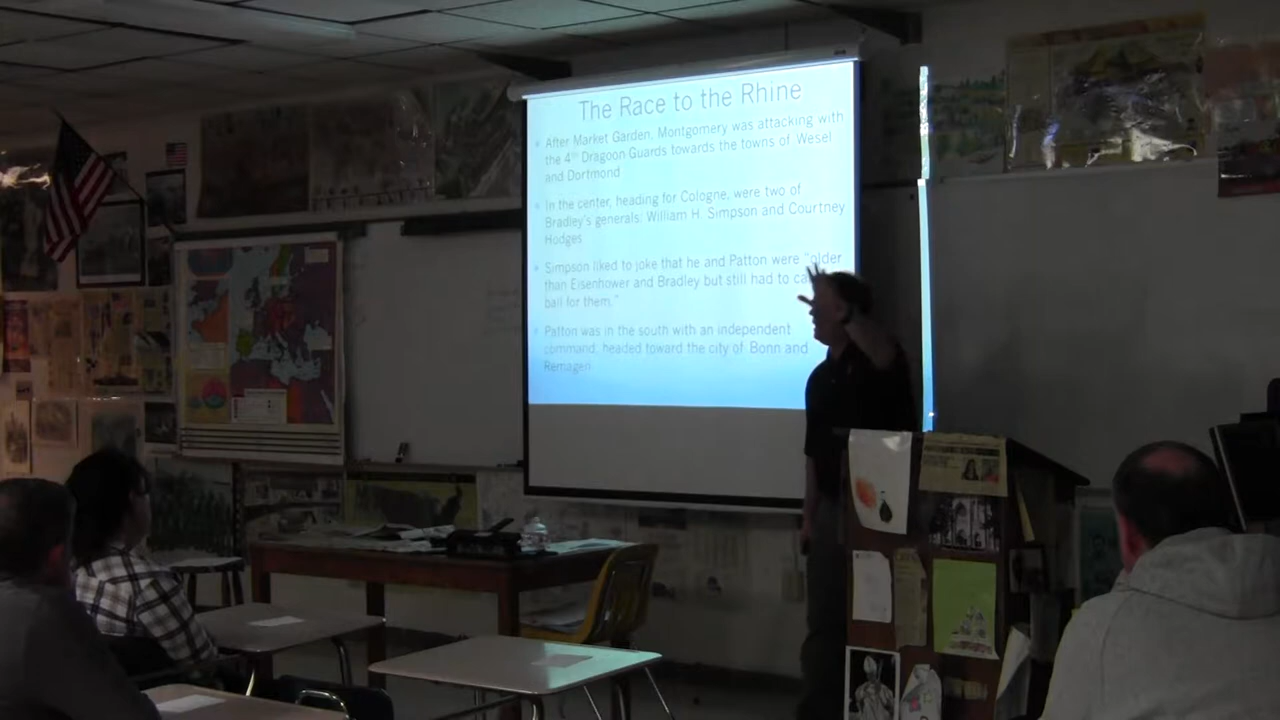 The Race to the Rhine
After Market Garden, Montgomery was attacking with
the 4th Dragoon Guards towards the towns of Wesel
and Dortmond
In the center, heading for Cologne, were two of
Bradley's generals: William H. Simpson and Courtney
Hodges
Simpson liked to joke that he and Patton were "older
than Eisenhower and Bradley but still had to
ball for them."
Patton was in the south with an independent
command, headed toward the city of Bonn and
Remagen